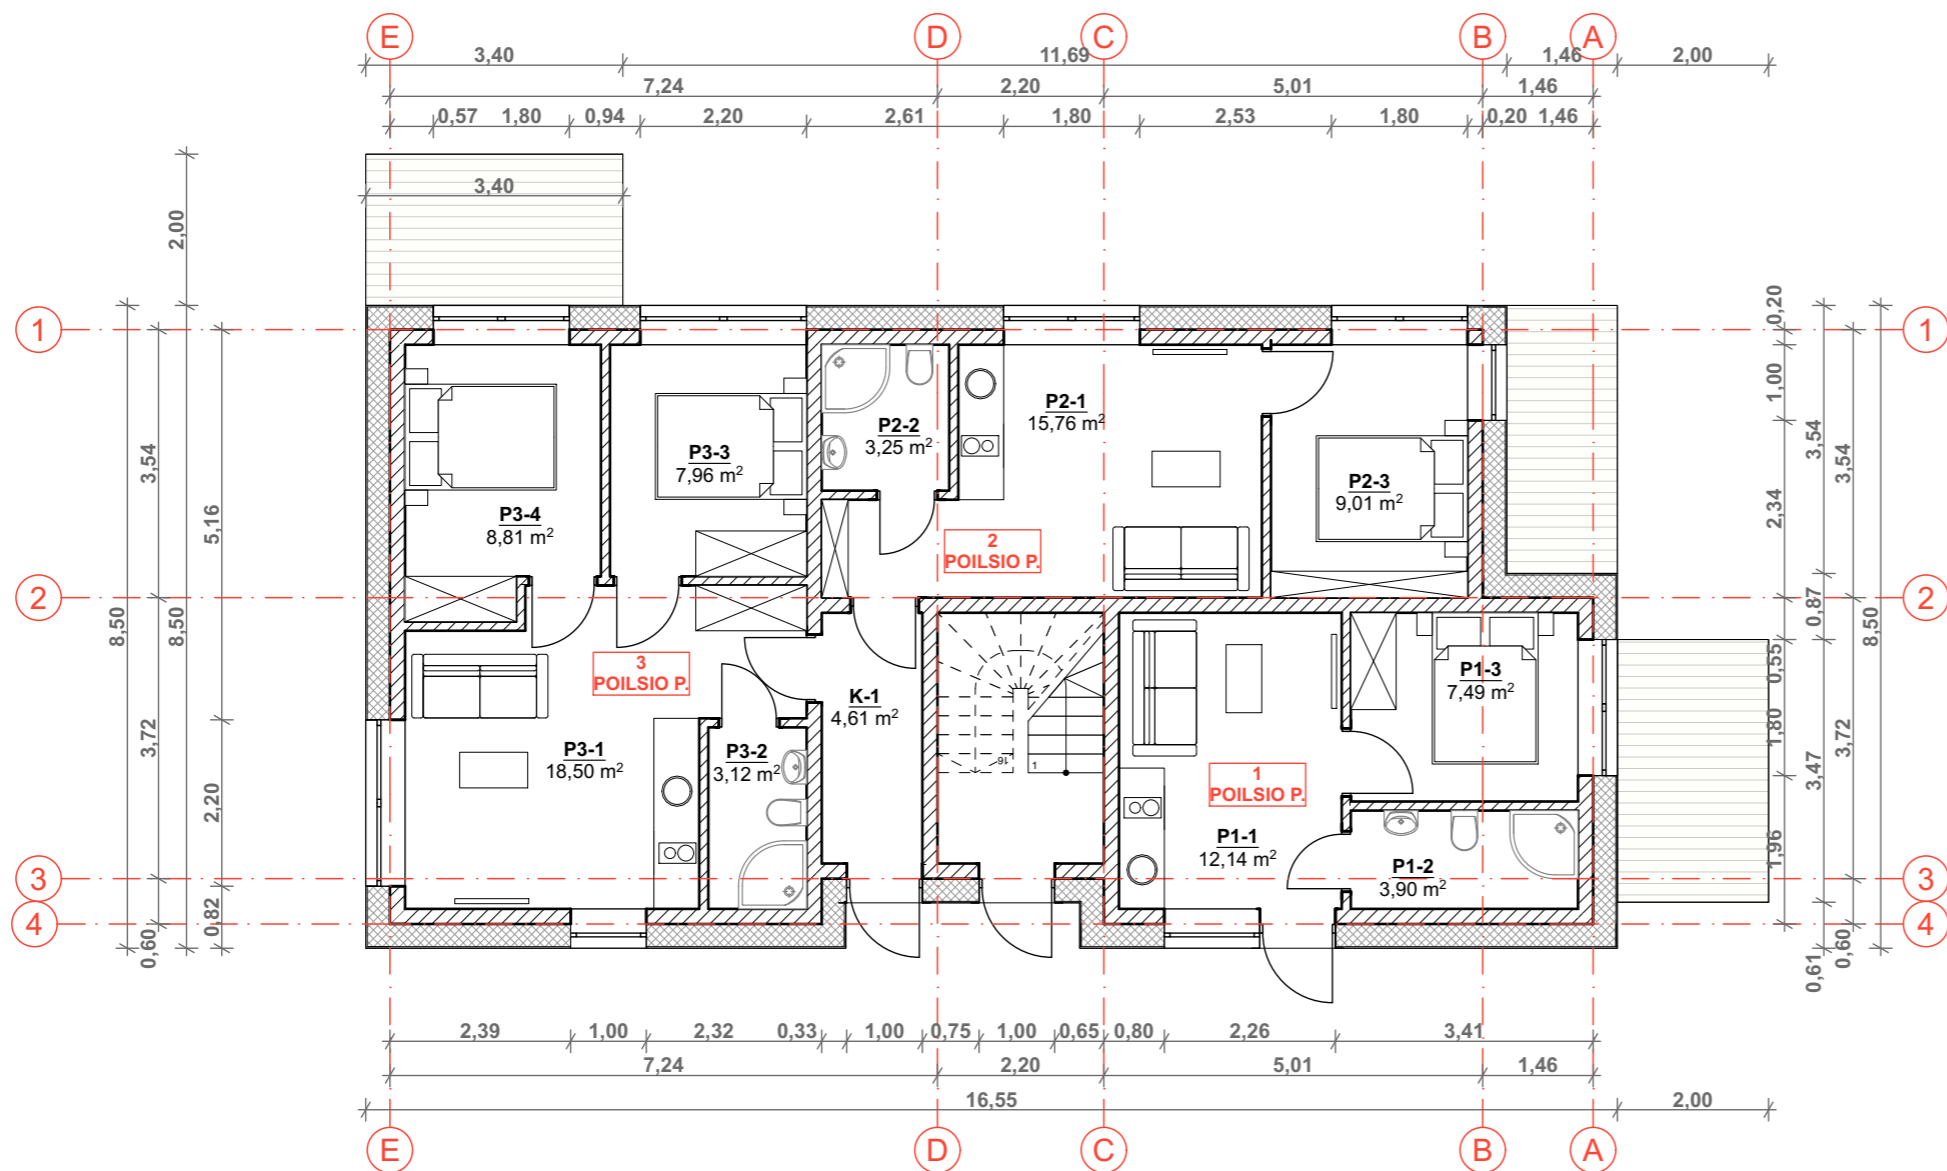 E D C B A
3,40 11,69 1,46 2,00
7,24 2,20 5,01 1,46
0,57 1,80 0,94 2,20 2,61 1,80 2,53 1,80 0,20 1,46
3,40
2,00
0,20
1 1
1,00
3,54 3,54 3,54
P2-1
15,76 m²
P2-2
3,25 m²
P3-3
7,96 m²
P2-3
9,01 m²
P3-4
8,81 m²
5,16
2,34
2
POILSIO P.
2 2
8,50 8,50
0,87 8,50
0,55
3
POILSIO P.
K-1
4,61 m²
P1-3
7,49 m²
3,72 1,80 3,47 3,72
P3-1
18,50 m²
P3-2
3,12 m²
16 1
1
POILSIO P.
2,20
P1-1
12,14 m²
P1-2
3,90 m²
1,96
3 3
4 4
0,60 0,82
0,61 0,60
2,39 1,00 2,32 0,33 1,00 0,75 1,00 0,65 0,80 2,26 3,41
7,24 2,20 5,01 1,46
16,55 2,00
E D C B A